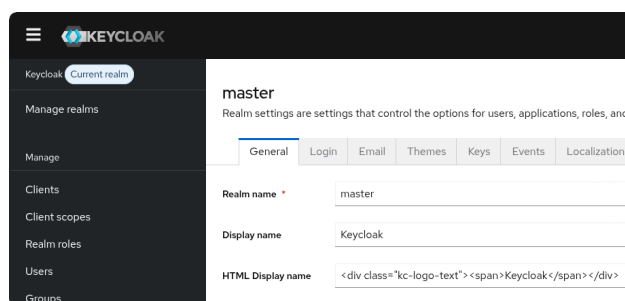 KEYCLOAK
Keycloak Current realm
Manage realms
Manage
Clients
Client scopes
Realm roles
Users
Groups
master
Realm settings are settings that control the options for users, applications, roles, and
General Login Email Themes Keys Events Localization
Realm name * master
Display name Keycloak
HTML Display name <div class="kc-logo-text"><span>Keycloak</span></div>